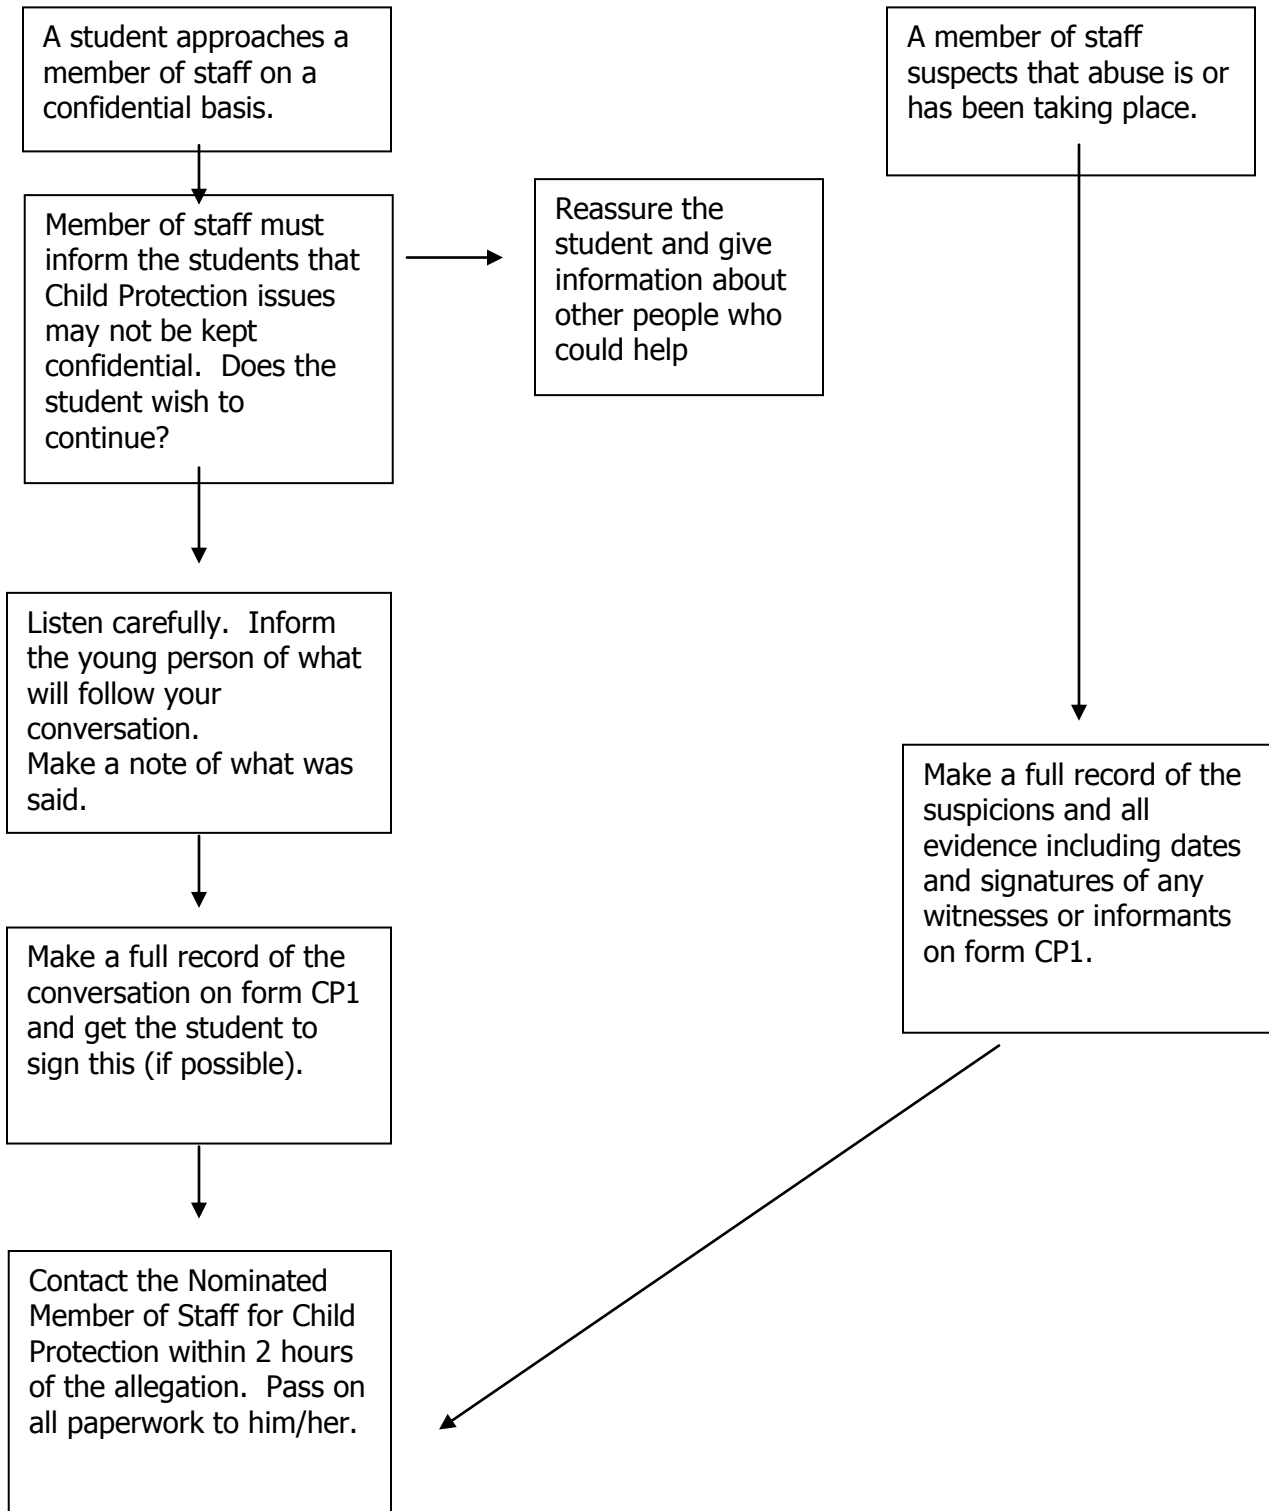 A student approaches a
member of staff on a
confidential basis.
A member of staff
suspects that abuse is or
has been taking place.
Member of staff must
inform the students that
Child Protection issues
may not be kept
confidential.  Does the
student wish to
continue?
Reassure the
student and give
information about
other people who
could help
Listen carefully.  Inform
the young person of what
will follow your
conversation.
Make a note of what was
said.
Make a full record of the
suspicions and all
evidence including dates
and signatures of any
witnesses or informants
on form CP1.
Make a full record of the
conversation on form CP1
and get the student to
sign this (if possible).
Contact the Nominated
Member of Staff for Child
Protection within 2 hours
of the allegation.  Pass on
all paperwork to him/her.